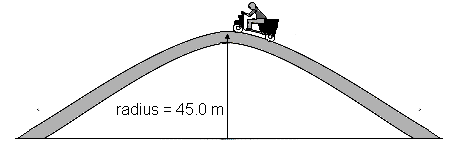 radius = 45.0 m